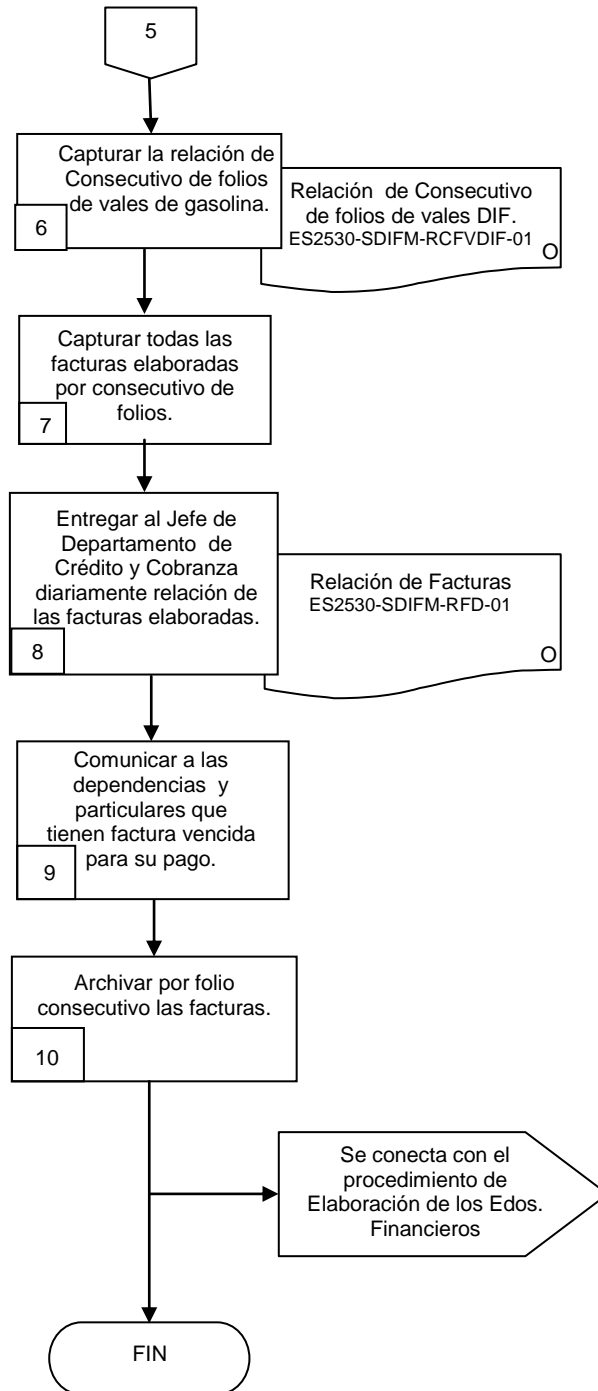 5
Capturar la relación de
Consecutivo de folios
de vales de gasolina.
6
Relación de Consecutivo
de folios de vales DIF.
ES2530-SDIFM-RCFVDIF-01
O
Capturar todas las
facturas elaboradas
por consecutivo de
folios.
7
Entregar al Jefe de
Departamento de
Crédito y Cobranza
diariamente relación de
las facturas elaboradas.
8
Relación de Facturas
ES2530-SDIFM-RFD-01
O
Comunicar a las
dependencias y
particulares que
tienen factura vencida
para su pago.
9
Archivar por folio
consecutivo las facturas.
10
Se conecta con el
procedimiento de
Elaboración de los Edos.
Financieros
FIN